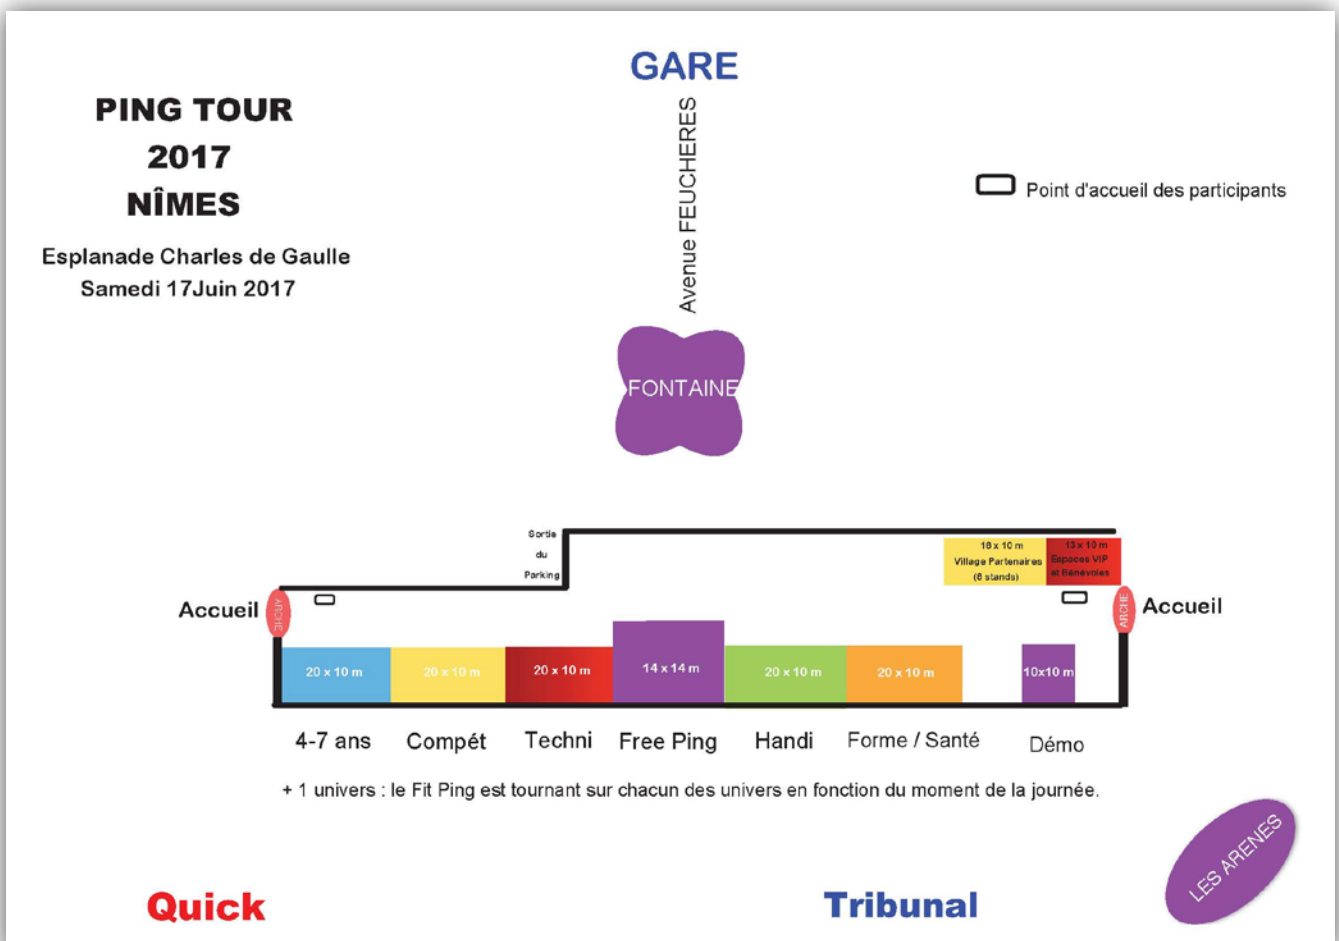 PING TOUR
2017
NÎMES
Esplanade Charles de Gaulle
Samedi 17Juin 2017
GARE
Avenue FEUCHERES
FONTAINE
Point d'accueil des participants
Sortie
du
Parking
18 x 10 m
Village Partenaires
(6 stands)
13 x 10 m
Espaces VIP
et Bénévoles
Accueil
ARCHE
ARCHE
Accueil
20 x 10 m
20 x 10 m
20 x 10 m
14 x 14 m
20 x 10 m
20 x 10 m
10x10 m
4-7 ans
Compét
Techni
Free Ping
Handi
Forme / Santé
Démo
+ 1 univers : le Fit Ping est tournant sur chacun des univers en fonction du moment de la journée.
LES ARENES
Quick
Tribunal